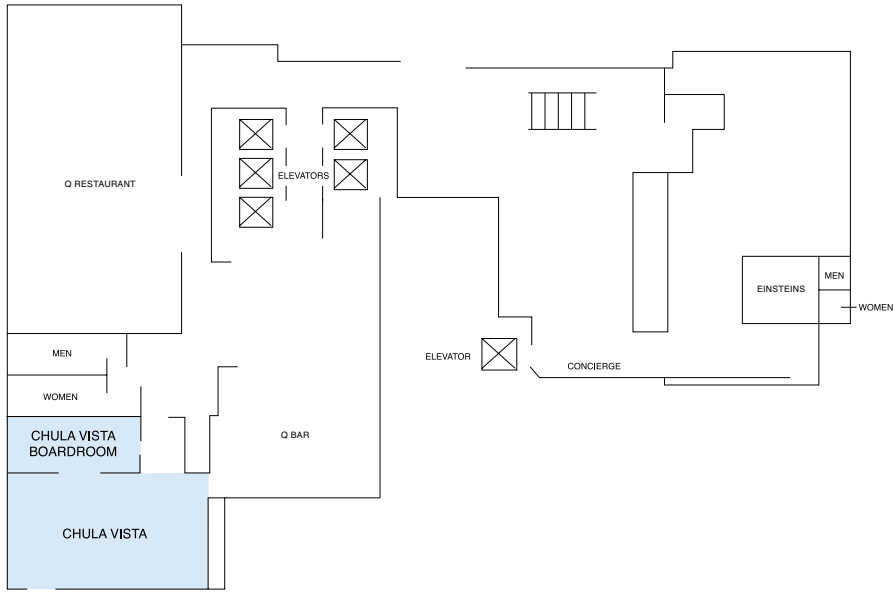 Q RESTAURANT
ELEVATORS
MEN
WOMEN
CHULA VISTA
BOARDROOM
CHULA VISTA
Q BAR
ELEVATOR
CONCIERGE
EINSTEINS
MEN
WOMEN